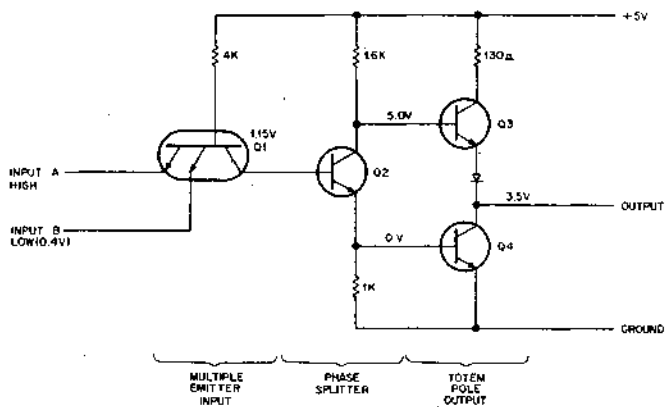 +5V
4K
1.6K
130Ω
1.15V
Q1
5.0V
Q3
INPUT A
HIGH
Q2
3.5V
OUTPUT
INPUT B
LOW(0.4V)
0V
Q4
1K
GROUND
MULTIPLE
EMITTER
INPUT
PHASE
SPLITTER
TOTEM
POLE
OUTPUT